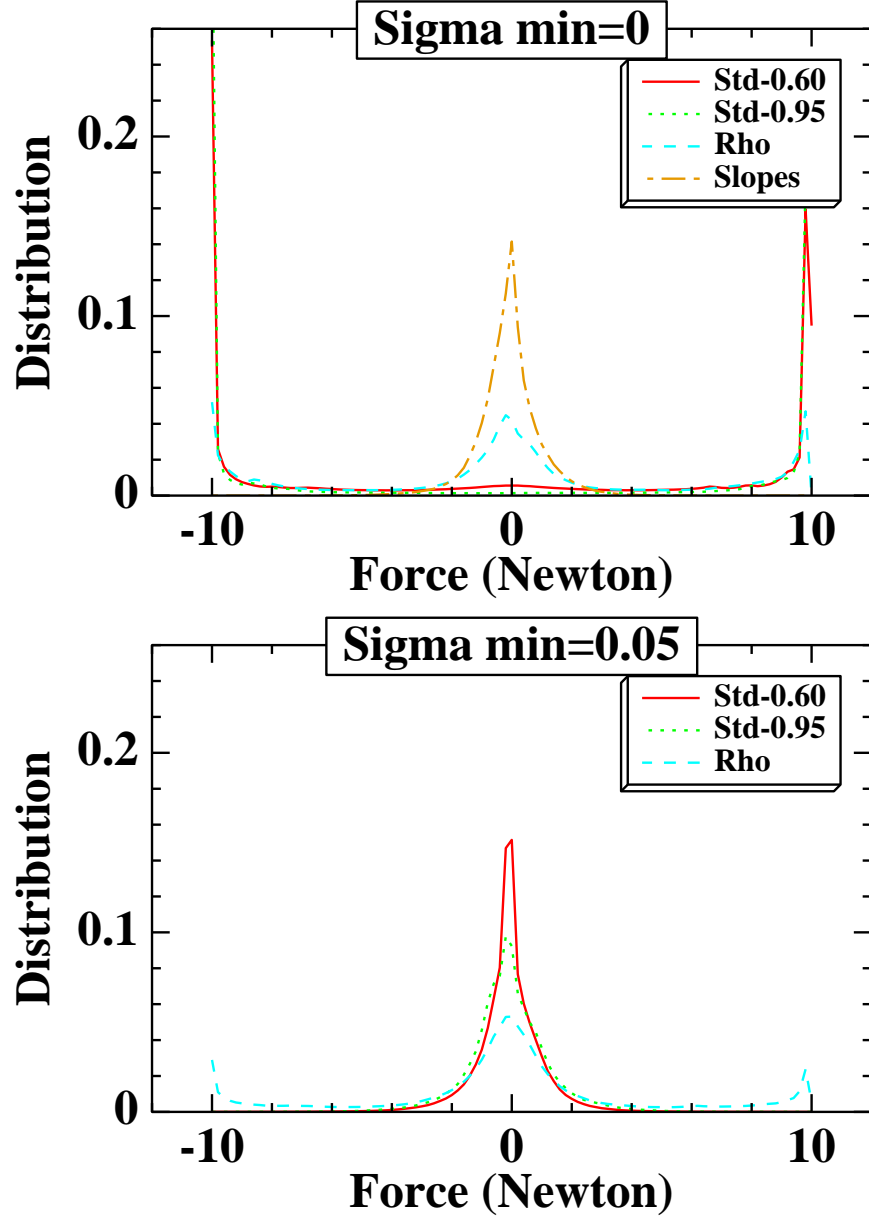 Sigma min=0
Std-0.60
Std-0.95
Rho
Slopes
0.2
0.1
0
Distribution
-10 0 10
Force (Newton)
Sigma min=0.05
Std-0.60
Std-0.95
Rho
0.2
0.1
0
Distribution
-10 0 10
Force (Newton)